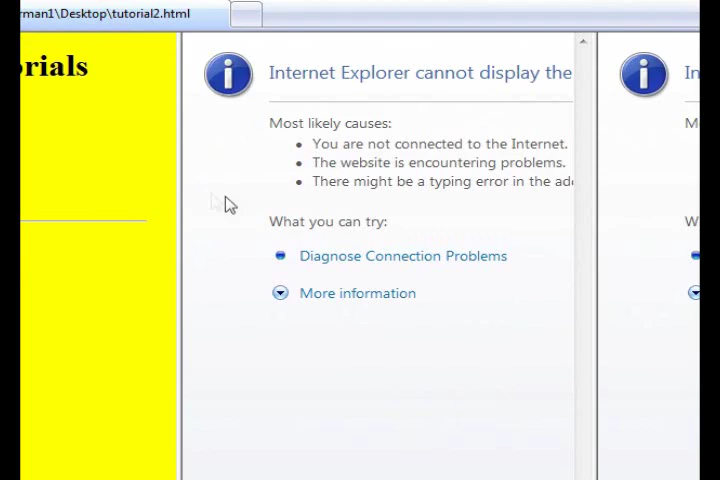 rman1\Desktop\tutorial2.html
rials
Internet Explorer cannot display the
Most likely causes:
You are not connected to the Internet.
The website is encountering problems.
There might be a typing error in the ad
What you can try:
Diagnose Connection Problems
More information
In
M
W